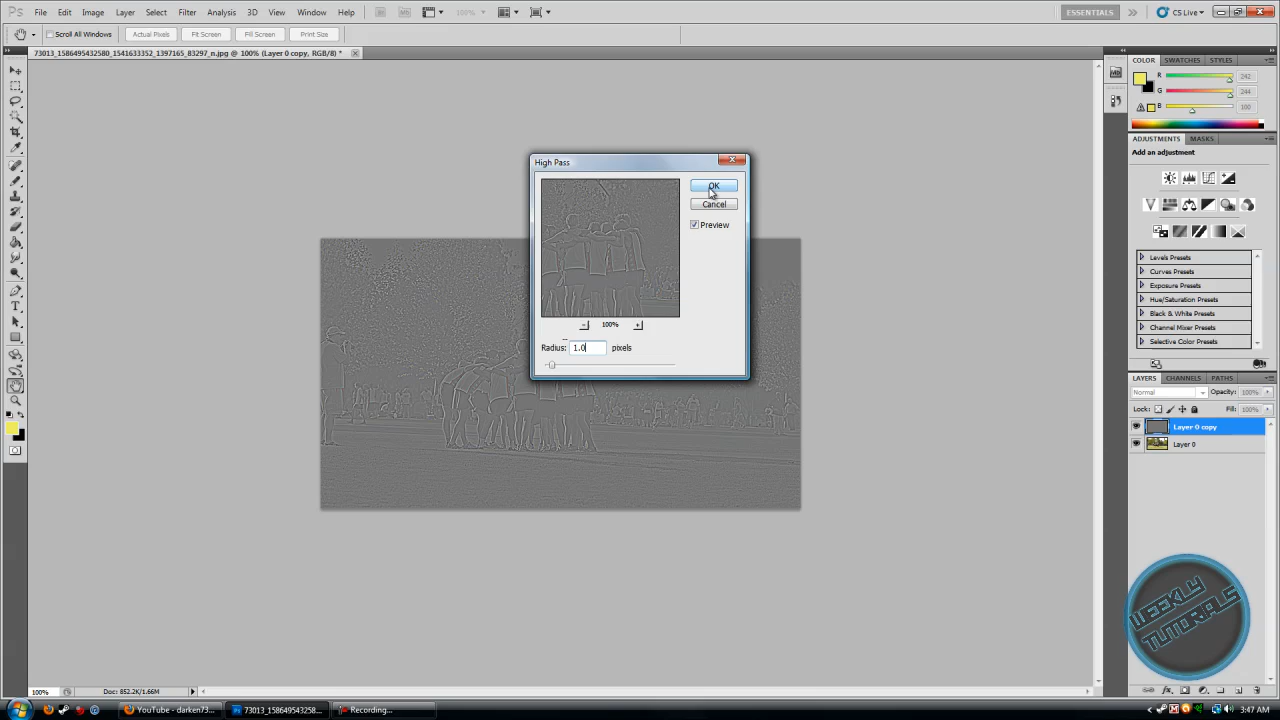 Ps File Edit Image Layer Select Filter Analysis 3D View Window Help Br Mb 100% ESSENTIALS CS Live
Scroll All Windows Actual Pixels Fit Screen Fill Screen Print Size
73013_1586495432580_1541633352_1397165_83297_n.jpg @ 100% (Layer 0 copy, RGB/8) *
COLOR SWATCHES STYLES
R 242
G 244
B 100
ADJUSTMENTS MASKS
Add an adjustment
Levels Presets
Curves Presets
Exposure Presets
Hue/Saturation Presets
Black & White Presets
Channel Mixer Presets
Selective Color Presets
LAYERS CHANNELS PATHS
Normal Opacity: 100%
Lock: Fill: 100%
Layer 0 copy
Layer 0
High Pass
OK
Cancel
Preview
100%
Radius: 1.0 pixels
WEEKLY
TUTORIALS
100% Doc: 852.2K/1.66M
YouTube - darken73... 73013_158649543258... Recording... 3:47 AM